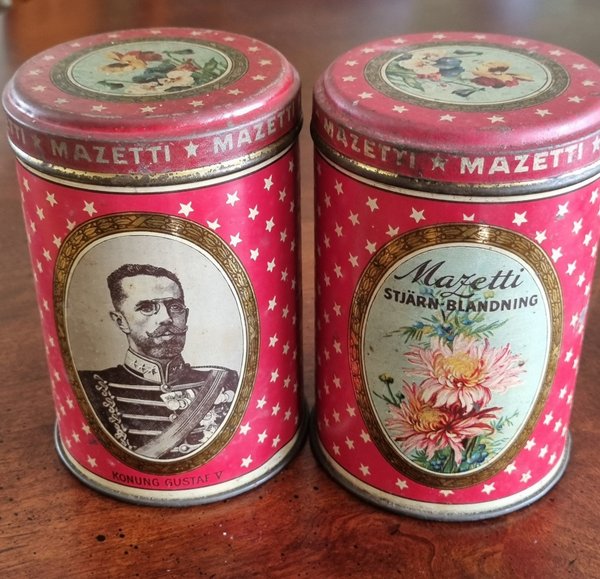 MAZETTI ★ MAZETTI
KONUNG GUSTAF V
MAZETTI ★ MAZETTI
Mazetti
STJÄRN-BLANDNING